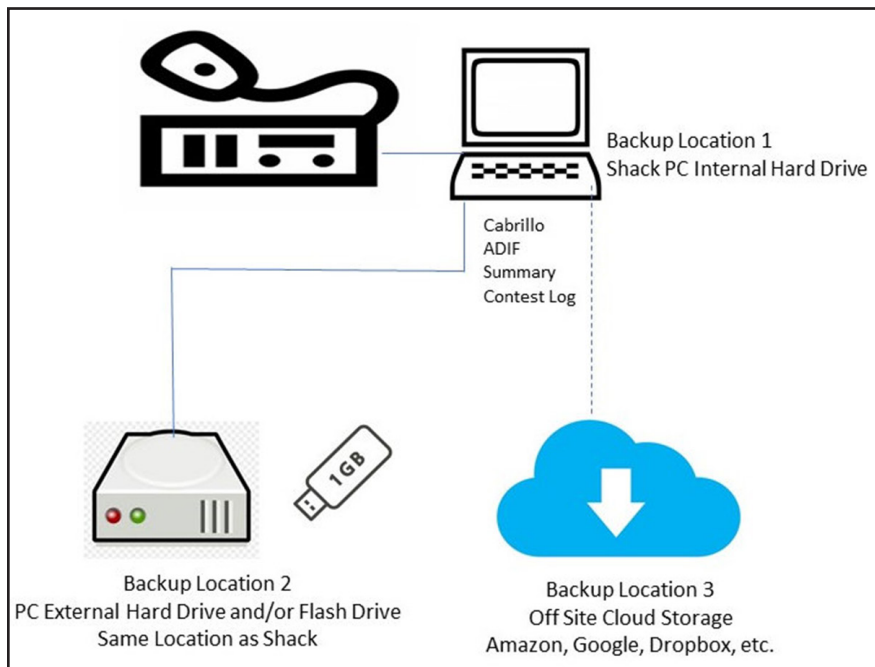 Backup Location 1
Shack PC Internal Hard Drive
Cabrillo
ADIF
Summary
Contest Log
1GB
Backup Location 2
PC External Hard Drive and/or Flash Drive
Same Location as Shack
Backup Location 3
Off Site Cloud Storage
Amazon, Google, Dropbox, etc.